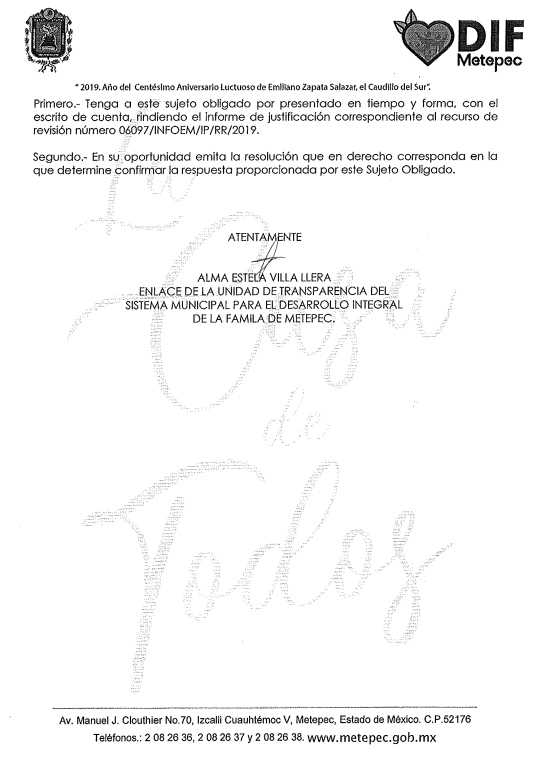 DIF
Metepec
" 2019. Año del Centésimo Aniversario Luctuoso de Emiliano Zapata Salazar, el Caudillo del Sur".
Primero.- Tenga a este sujeto obligado por presentado en tiempo y forma, con el
escrito de cuenta, rindiendo el informe de justificación correspondiente al recurso de
revisión número 06097/INFOEM/IP/RR/2019.
Segundo.- En su oportunidad emita la resolución que en derecho corresponda en la
que determine confirmar la respuesta proporcionada por este Sujeto Obligado.
ATENTAMENTE
ALMA ESTELA VILLA LLERA
ENLACE DE LA UNIDAD DE TRANSPARENCIA DEL
SISTEMA MUNICIPAL PARA EL DESARROLLO INTEGRAL
DE LA FAMILA DE METEPEC.
La
Casa
de
Todos
Av. Manuel J. Clouthier No.70, Izcalli Cuauhtémoc V, Metepec, Estado de México. C.P.52176
Teléfonos.: 2 08 26 36, 2 08 26 37 y 2 08 26 38. www.metepec.gob.mx